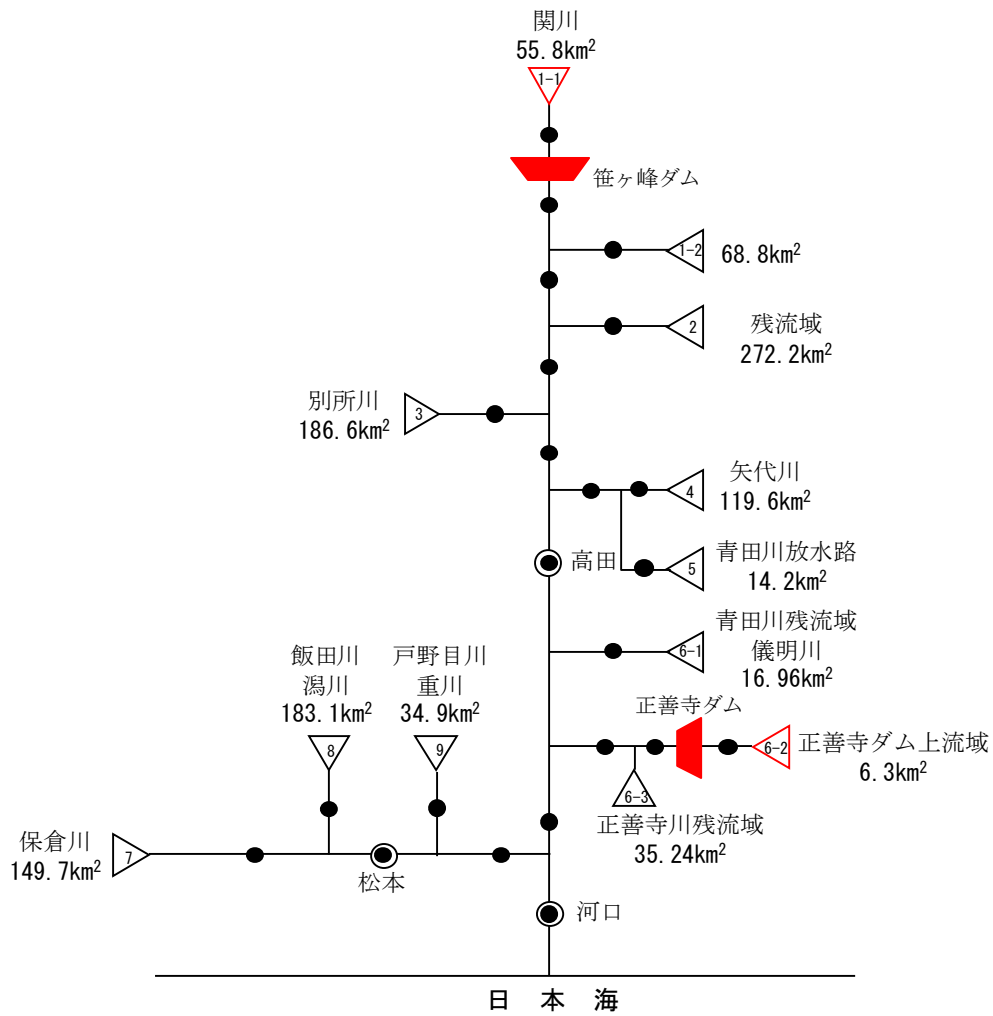 関川
55.8km²
1-1
笹ヶ峰ダム
1-2
68.8km²
2
残流域
272.2km²
別所川
186.6km²
3
矢代川
119.6km²
4
高田
青田川放水路
14.2km²
5
青田川残流域
儀明川
16.96km²
6-1
飯田川
潟川
183.1km²
8
戸野目川
重川
34.9km²
9
正善寺ダム
6-2
正善寺ダム上流域
6.3km²
6-3
正善寺川残流域
35.24km²
保倉川
149.7km²
7
松本
河口
日 本 海